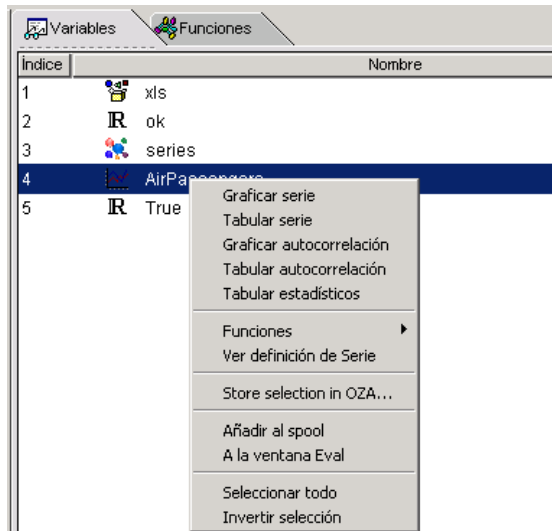 Variables Funciones
Índice Nombre
1 xls
2 R ok
3 series
4 AirPassengers
5 R True
Graficar serie
Tabular serie
Graficar autocorrelación
Tabular autocorrelación
Tabular estadísticos
Funciones
Ver definición de Serie
Store selection in OZA...
Añadir al spool
A la ventana Eval
Seleccionar todo
Invertir selección